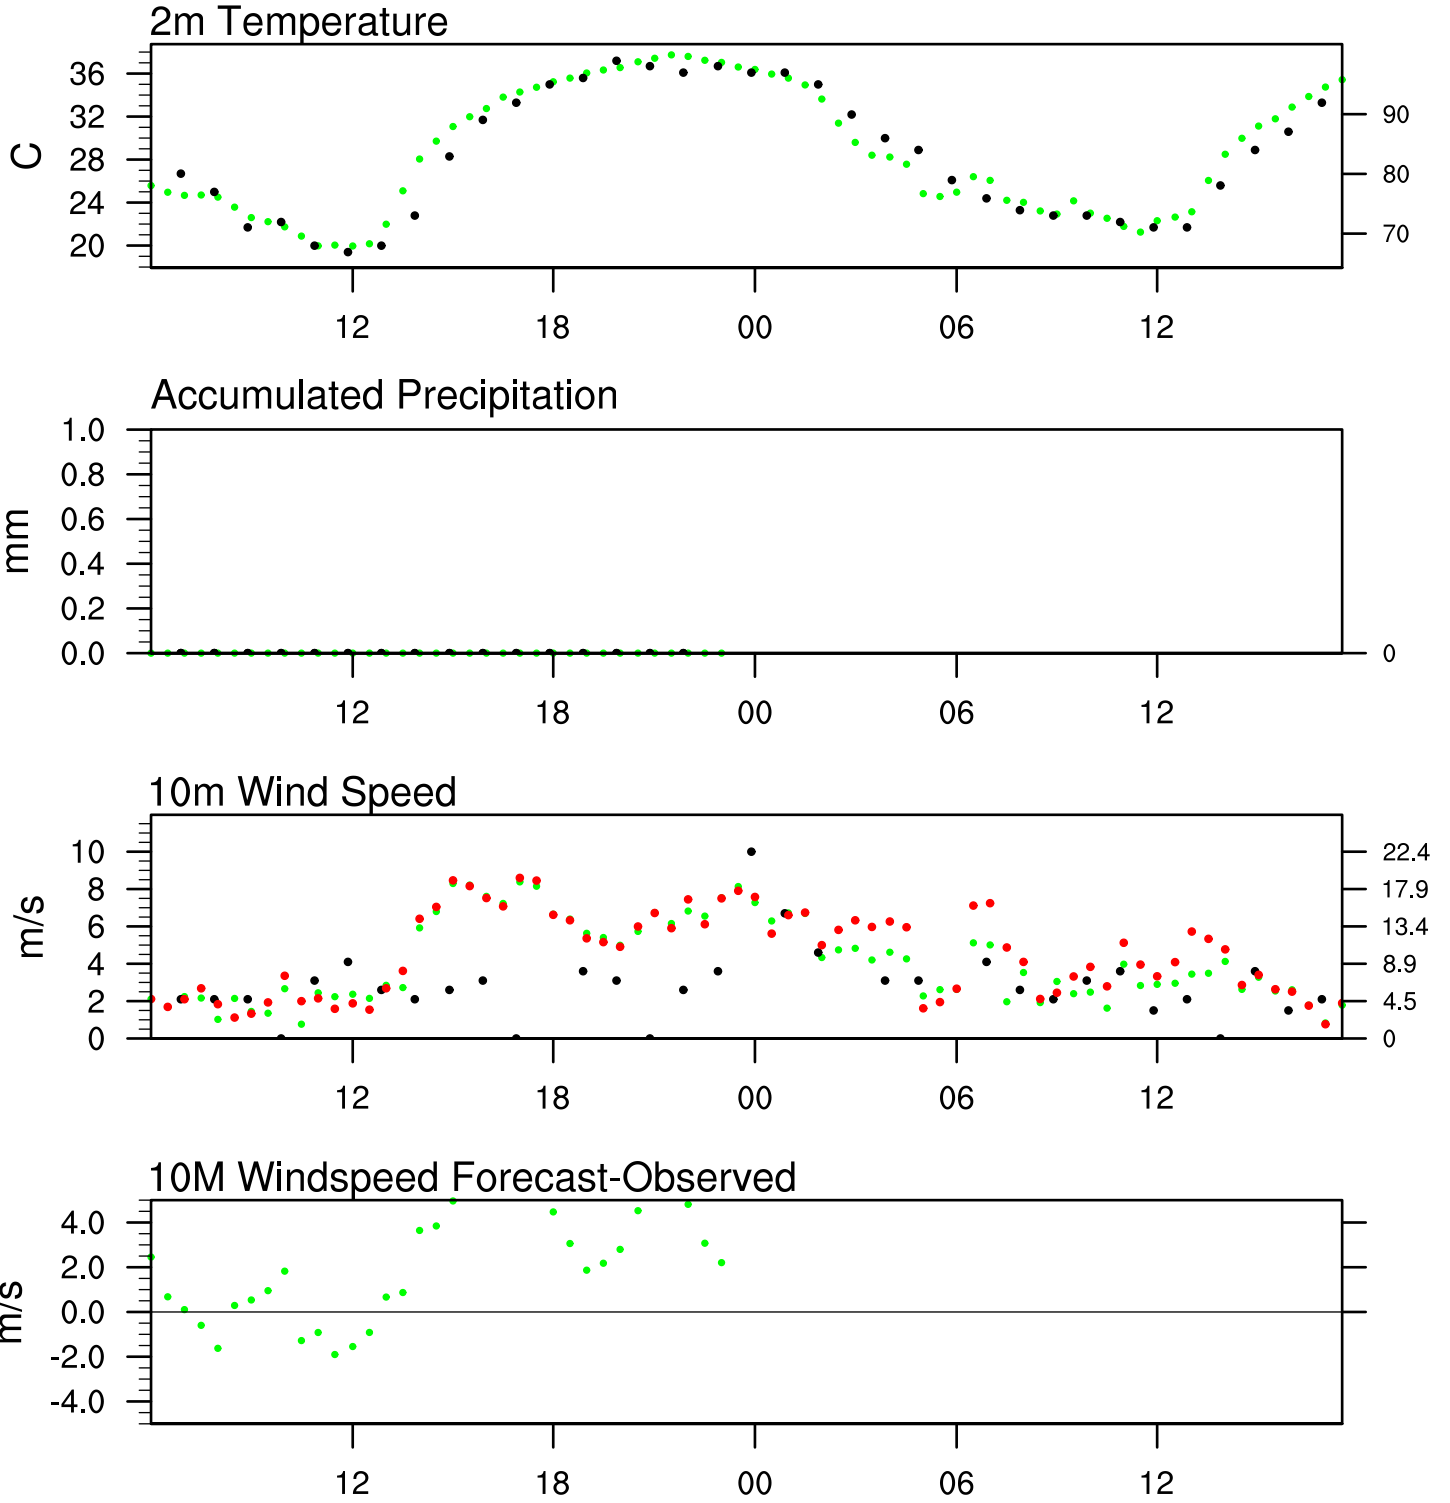 2m Temperature
36
32
28
24
20
C
90
80
70
12 18 00 06 12
Accumulated Precipitation
1.0
0.8
0.6
0.4
0.2
0.0
mm
0
12 18 00 06 12
10m Wind Speed
10
8
6
4
2
0
m/s
22.4
17.9
13.4
8.9
4.5
0
12 18 00 06 12
10M Windspeed Forecast-Observed
4.0
2.0
0.0
-2.0
-4.0
m/s
12 18 00 06 12